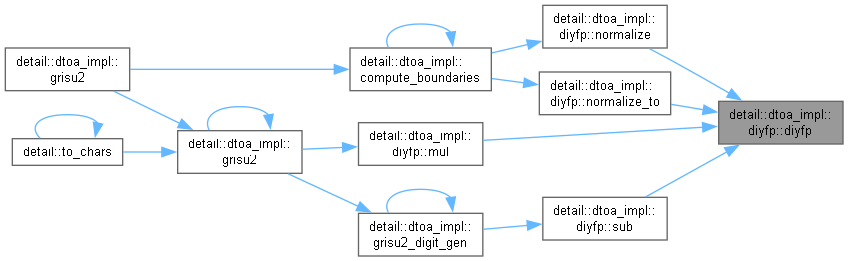 detail::dtoa_impl::
grisu2
detail::to_chars
detail::dtoa_impl::
grisu2
detail::dtoa_impl::
compute_boundaries
detail::dtoa_impl::
diyfp::mul
detail::dtoa_impl::
grisu2_digit_gen
detail::dtoa_impl::
diyfp::normalize
detail::dtoa_impl::
diyfp::normalize_to
detail::dtoa_impl::
diyfp::sub
detail::dtoa_impl::
diyfp::diyfp